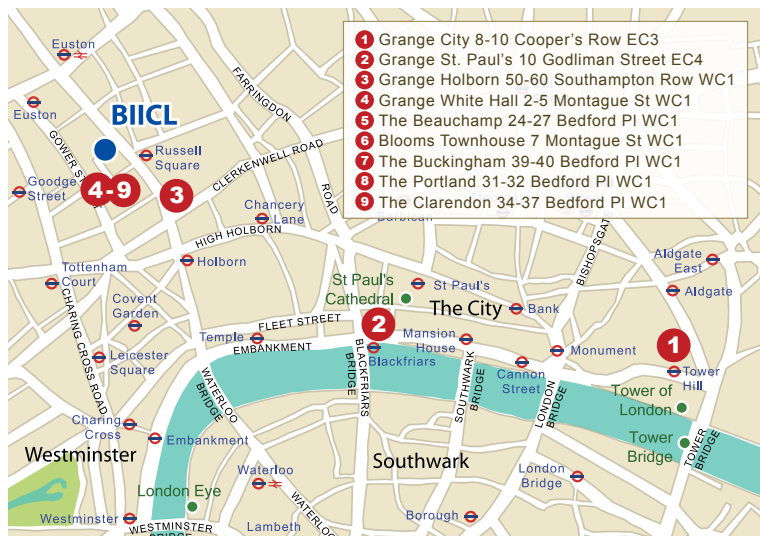 1 Grange City 8-10 Cooper's Row EC3
2 Grange St. Paul's 10 Godliman Street EC4
3 Grange Holborn 50-60 Southampton Row WC1
4 Grange White Hall 2-5 Montague St WC1
5 The Beauchamp 24-27 Bedford Pl WC1
6 Blooms Townhouse 7 Montague St WC1
7 The Buckingham 39-40 Bedford Pl WC1
8 The Portland 31-32 Bedford Pl WC1
9 The Clarendon 34-37 Bedford Pl WC1
Euston
FARRINGDON
ROAD
Euston
BIICL
GOWER
Russell
Square
CLERKENWELL ROAD
Goodge
Street
4-9
3
Chancery
Lane
Barbican
BISHOPSGAT
HIGH HOLBORN
Holborn
Aldgate
East
Tottenham
Court
St Paul's
Cathedral
St Paul's
Aldgate
Covent
Garden
The City
Bank
CHARING CROSS ROAD
FLEET STREET
2
Temple
EMBANKMENT
Mansion
House
1
Leicester
Square
BLACKFRIARS
BRIDGE
Blackfriars
Monument
Cannon
Street
Tower
Hill
WATERLOO
BRIDGE
SOUTHWARK
BRIDGE
LONDON
BRIDGE
Tower of
London
Charing
Cross
Embankment
Tower
Bridge
TOWER
BRIDGE
Westminster
Southwark
Waterloo
London
Bridge
London Eye
WATERLOO
Westminster
WESTMINSTER
BRIDGE
Lambeth
Borough